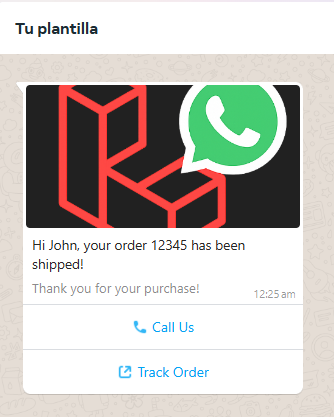 Tu plantilla
Hi John, your order 12345 has been
shipped!
Thank you for your purchase!
12:25 am
Call Us
Track Order